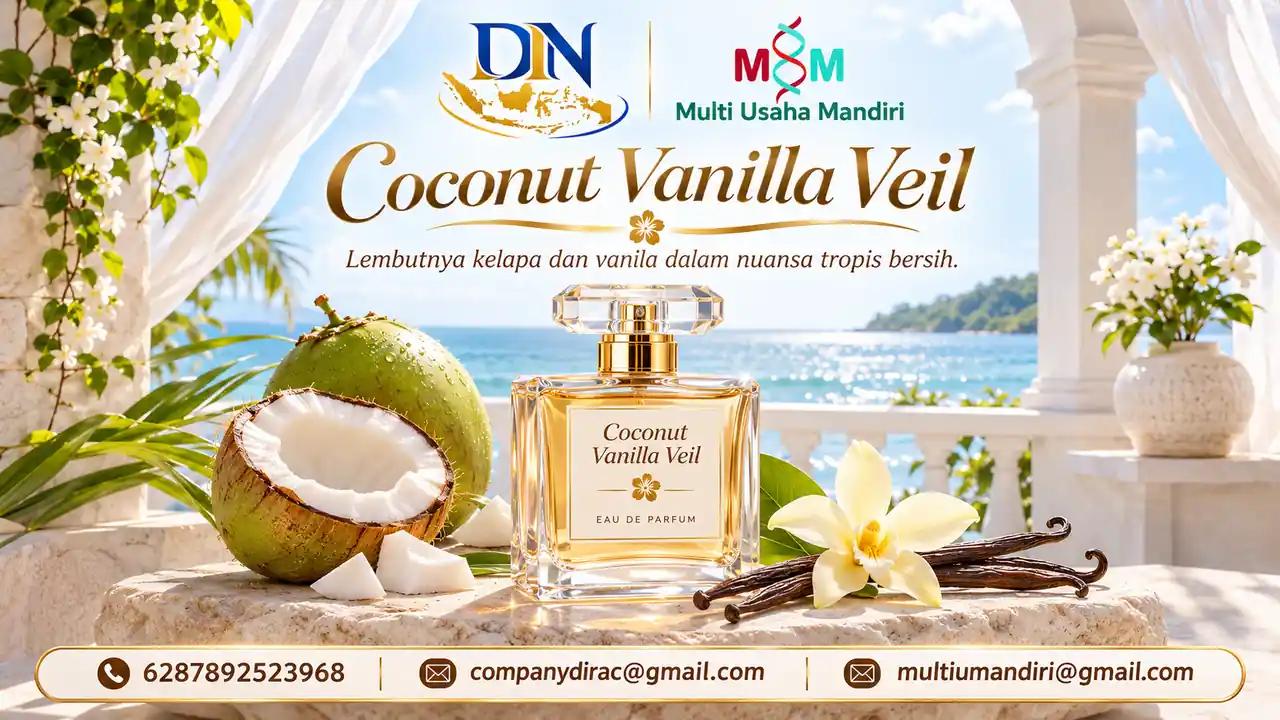 DIN
MUM
Multi Usaha Mandiri
Coconut Vanilla Veil
Lembutnya kelapa dan vanila dalam nuansa tropis bersih.
Coconut
Vanilla Veil
EAU DE PARFUM
6287892523968
companydirac@gmail.com
multiumandiri@gmail.com